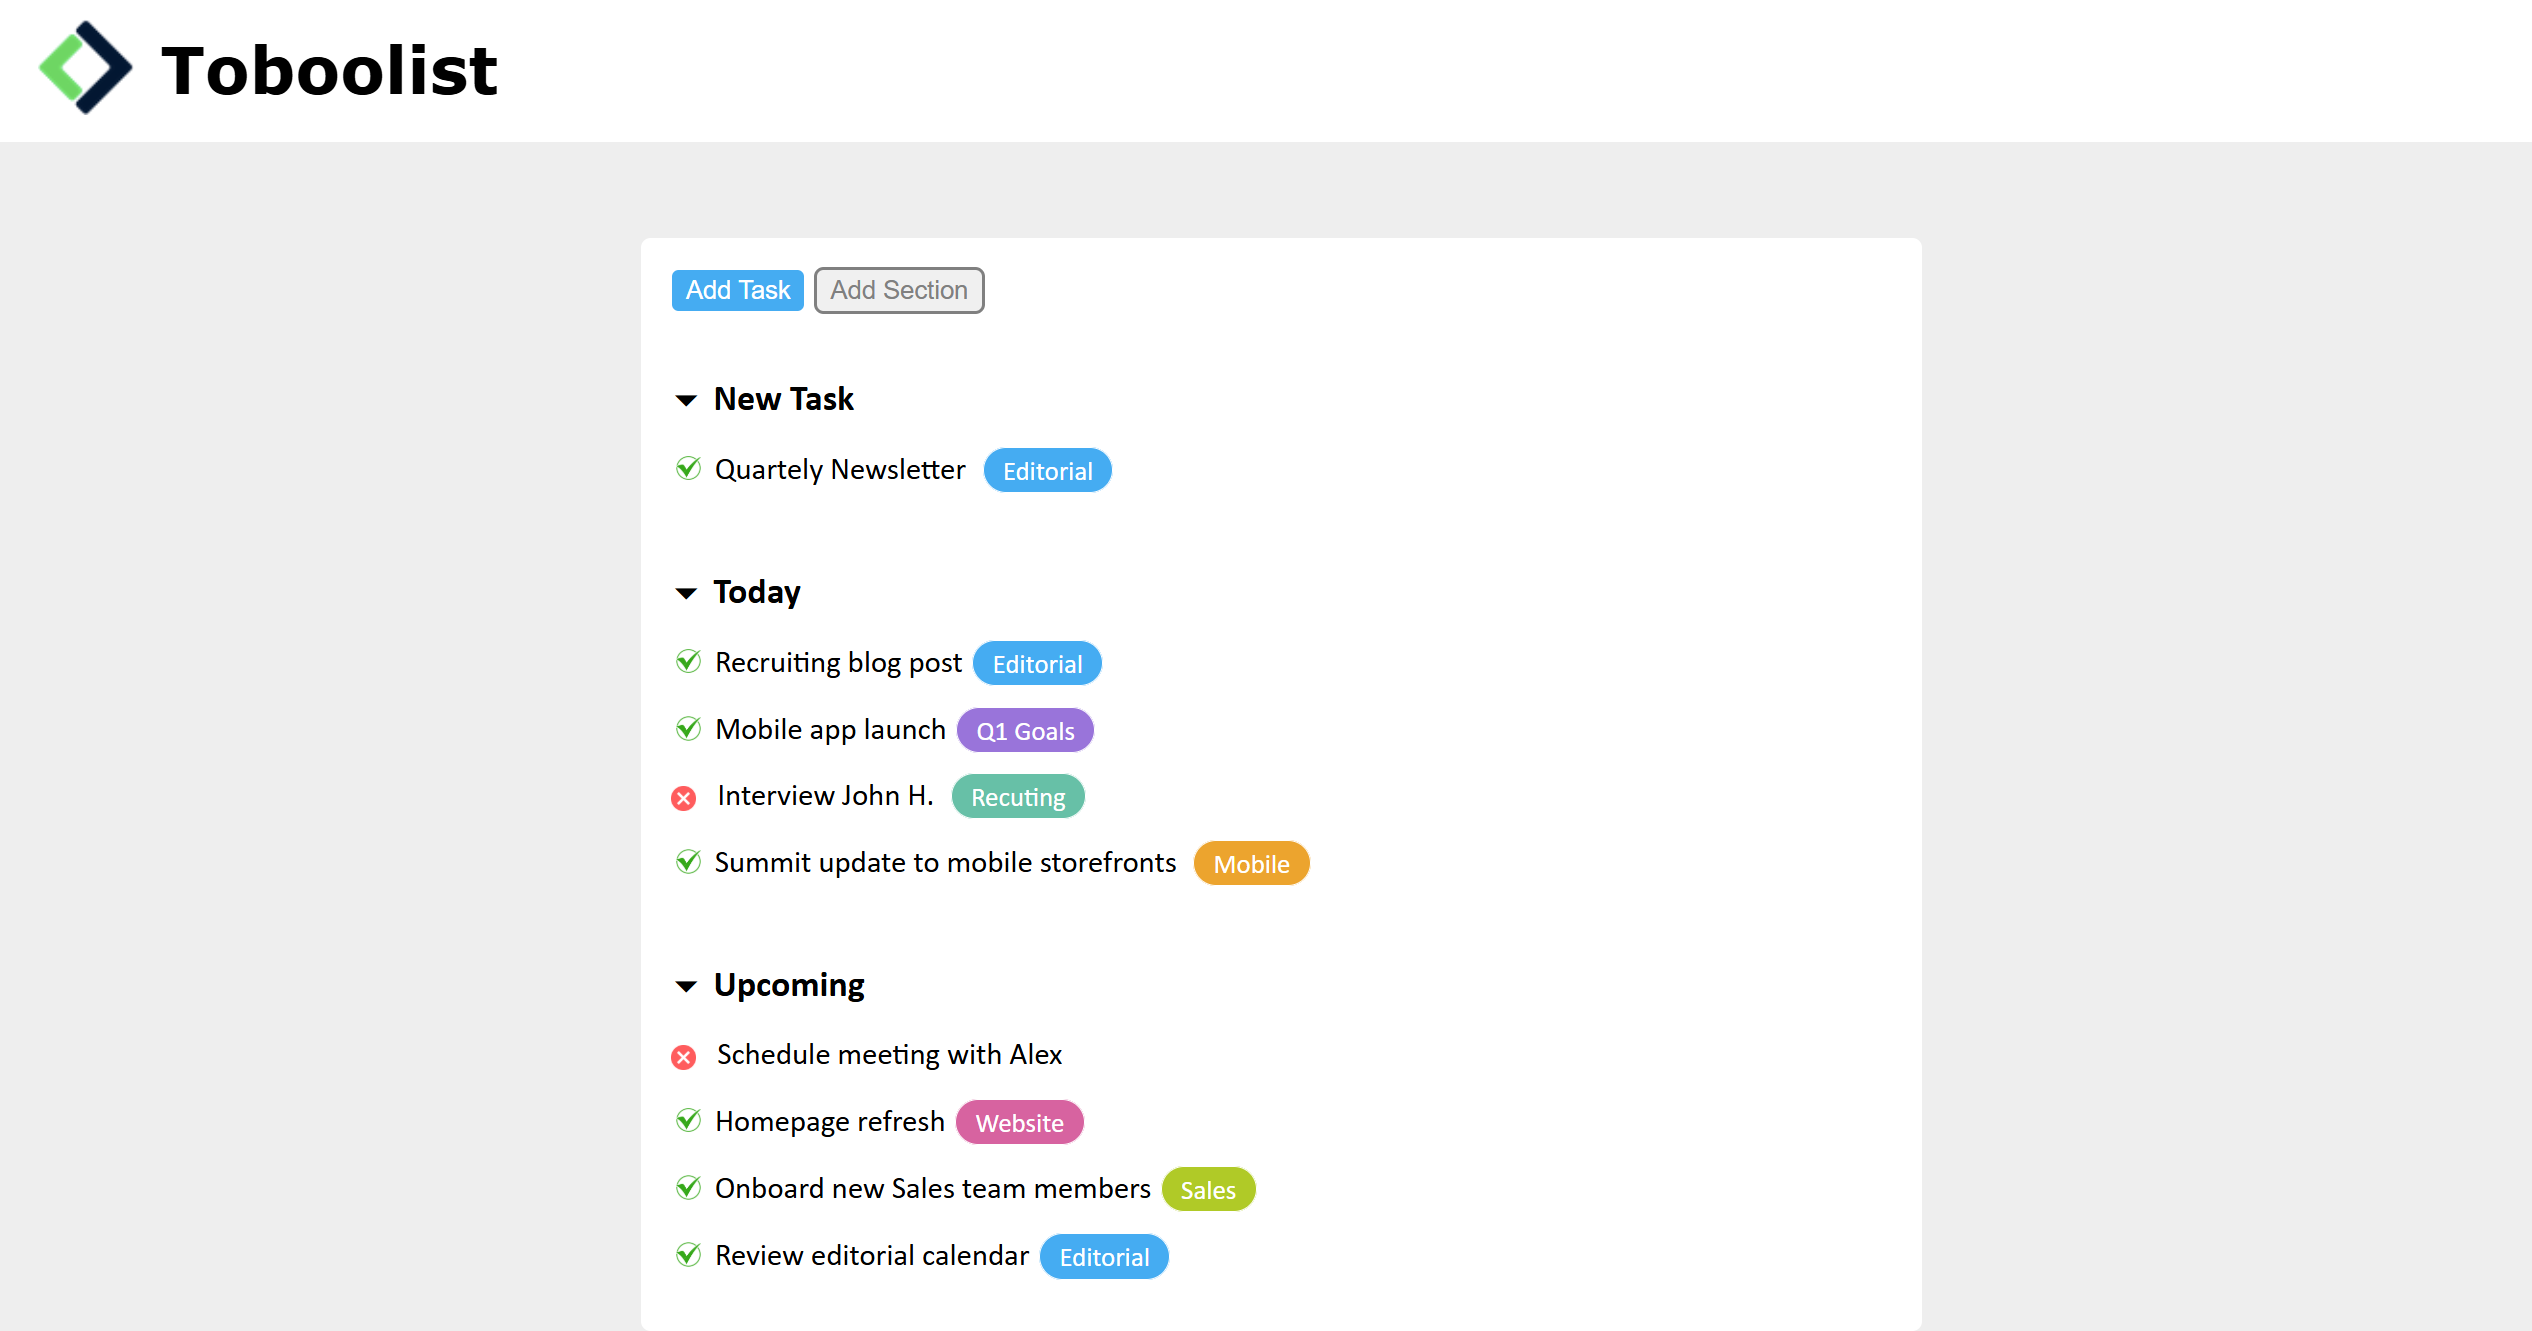 Toboolist
Add Task Add Section
New Task
Quartely Newsletter Editorial
Today
Recruiting blog post Editorial
Mobile app launch Q1 Goals
Interview John H. Recuting
Summit update to mobile storefronts Mobile
Upcoming
Schedule meeting with Alex
Homepage refresh Website
Onboard new Sales team members Sales
Review editorial calendar Editorial